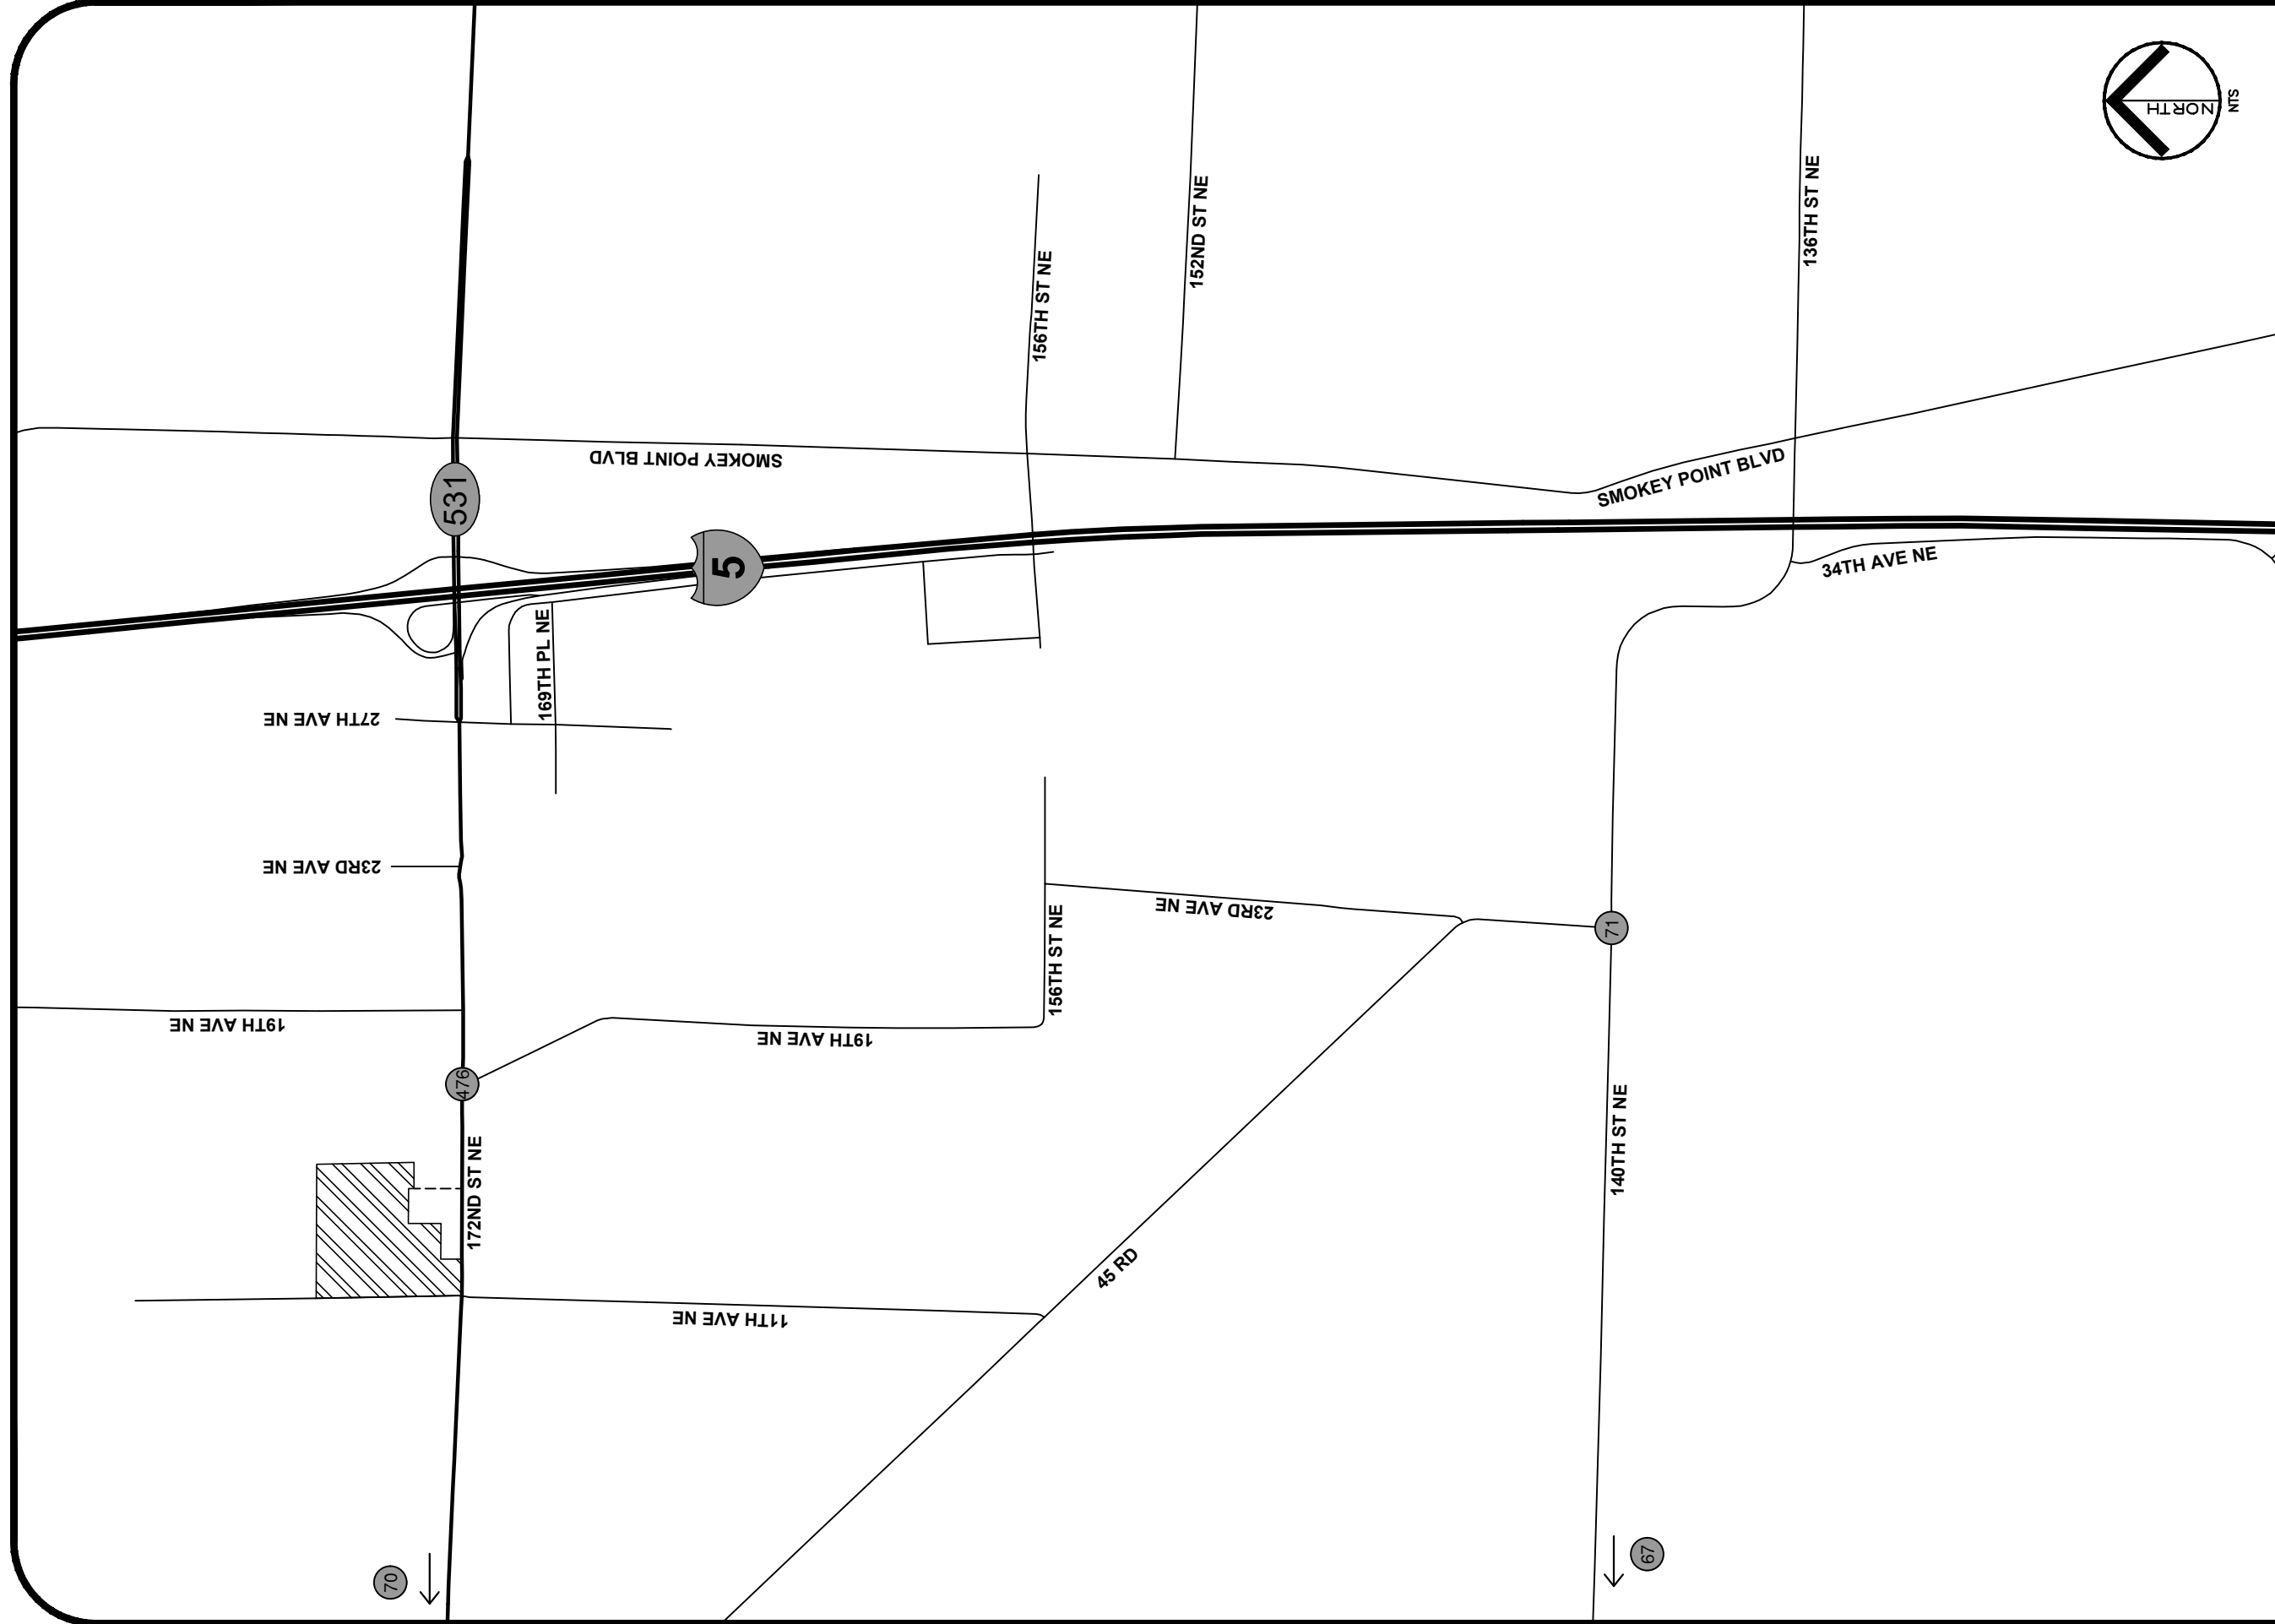 NORTH
NTS
136TH ST NE
152ND ST NE
156TH ST NE
SMOKEY POINT BLVD
SMOKEY POINT BLVD
531
5
34TH AVE NE
169TH PL NE
27TH AVE NE
23RD AVE NE
23RD AVE NE
71
156TH ST NE
19TH AVE NE
19TH AVE NE
476
172ND ST NE
140TH ST NE
45 RD
11TH AVE NE
70
67